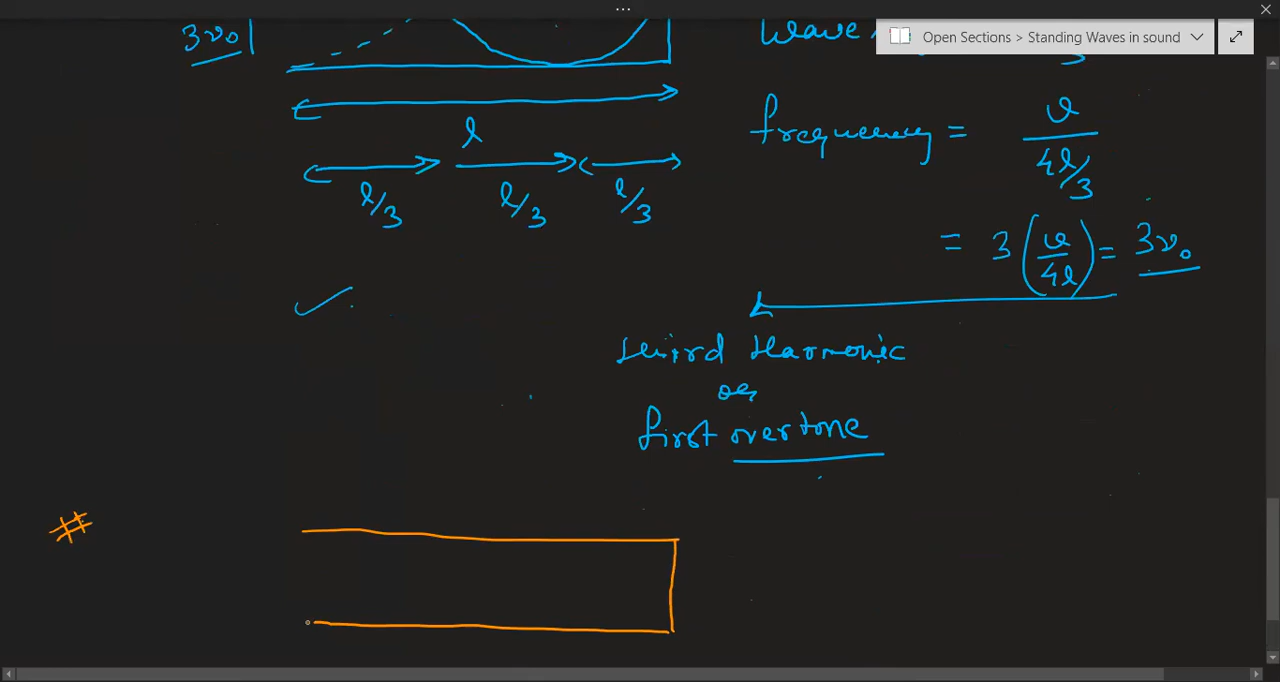 ...
Open Sections > Standing Waves in sound
3ν₀
Wave
3
frequency = v / 4l/3
l
l/3 l/3 l/3
= 3 (v/4l) = 3ν₀
Third Harmonic
or
first overtone
#